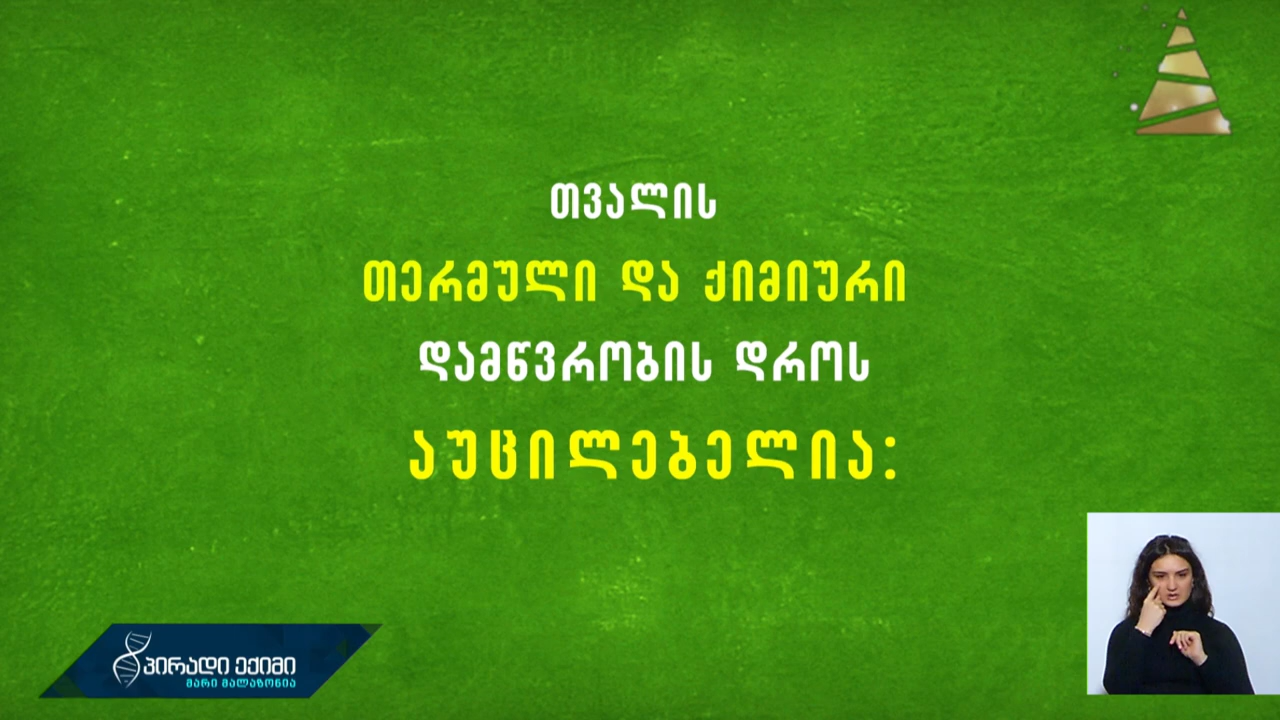 თვალის
თერმული და ქიმიური
დამწვრობის დროს
აუცილებელია:
პირადი ექიმი
მარი მალაზონია